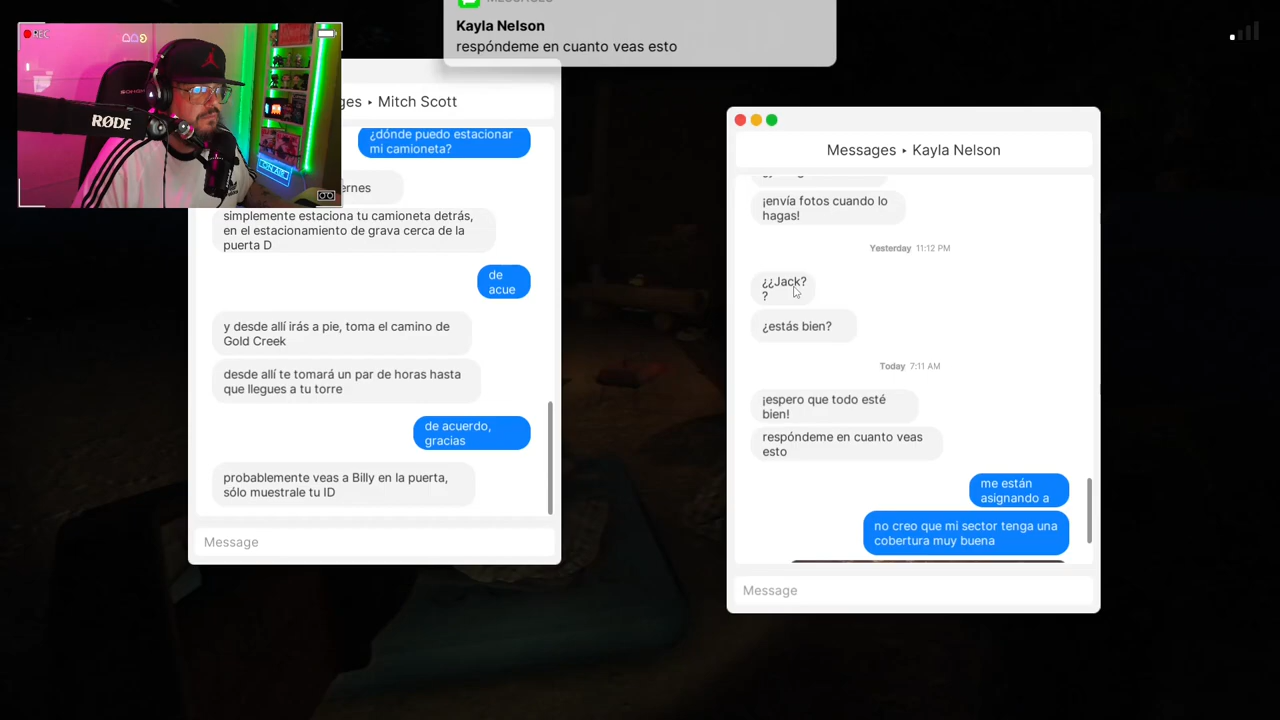 REC
RØDE
ON AIR
MESSAGES
Kayla Nelson
respóndeme en cuanto veas esto
ges ▸ Mitch Scott
¿dónde puedo estacionar
mi camioneta?
ernes
simplemente estaciona tu camioneta detrás,
en el estacionamiento de grava cerca de la
puerta D
de
acue
y desde allí irás a pie, toma el camino de
Gold Creek
desde allí te tomará un par de horas hasta
que llegues a tu torre
de acuerdo,
gracias
probablemente veas a Billy en la puerta,
sólo muestrale tu ID
Message
Messages ▸ Kayla Nelson
¡envía fotos cuando lo
hagas!
Yesterday 11:12 PM
¿¿Jack?
?
¿estás bien?
Today 7:11 AM
¡espero que todo esté
bien!
respóndeme en cuanto veas
esto
me están
asignando a
no creo que mi sector tenga una
cobertura muy buena
Message